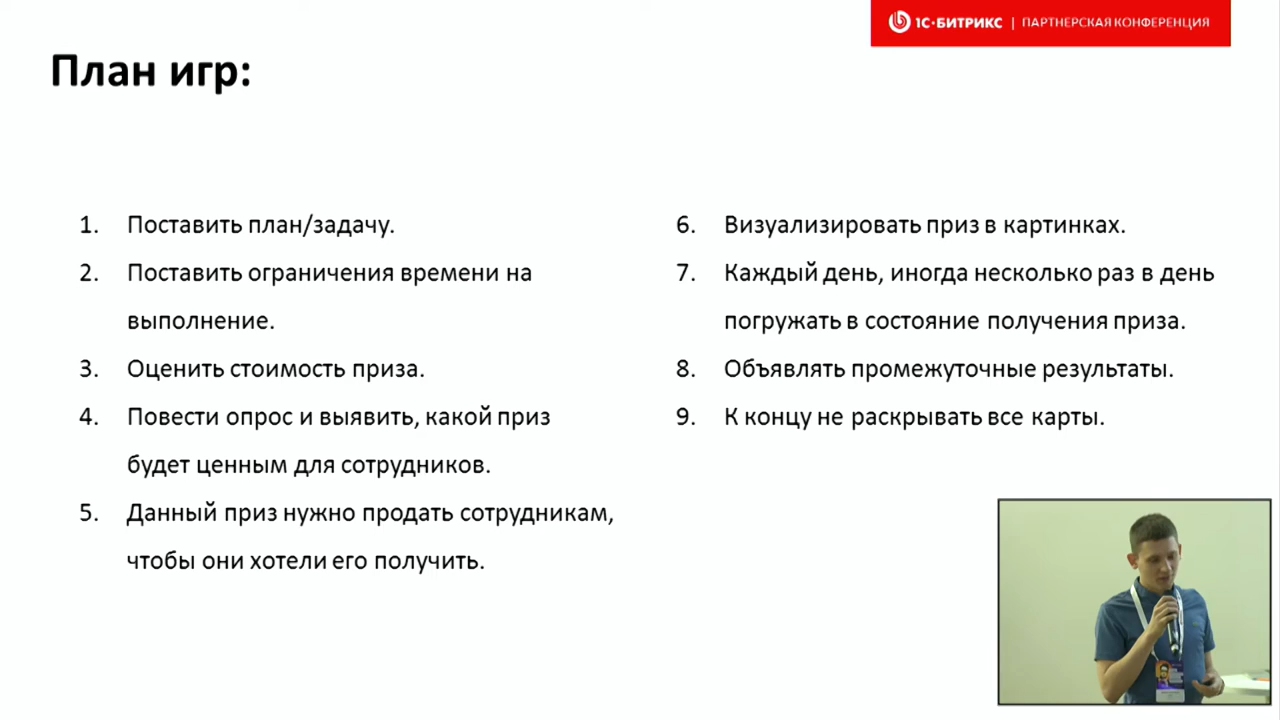 1С·БИТРИКС | ПАРТНЕРСКАЯ КОНФЕРЕНЦИЯ
План игр:
1. Поставить план/задачу.
2. Поставить ограничения времени на
выполнение.
3. Оценить стоимость приза.
4. Повести опрос и выявить, какой приз
будет ценным для сотрудников.
5. Данный приз нужно продать сотрудникам,
чтобы они хотели его получить.
6. Визуализировать приз в картинках.
7. Каждый день, иногда несколько раз в день
погружать в состояние получения приза.
8. Объявлять промежуточные результаты.
9. К концу не раскрывать все карты.